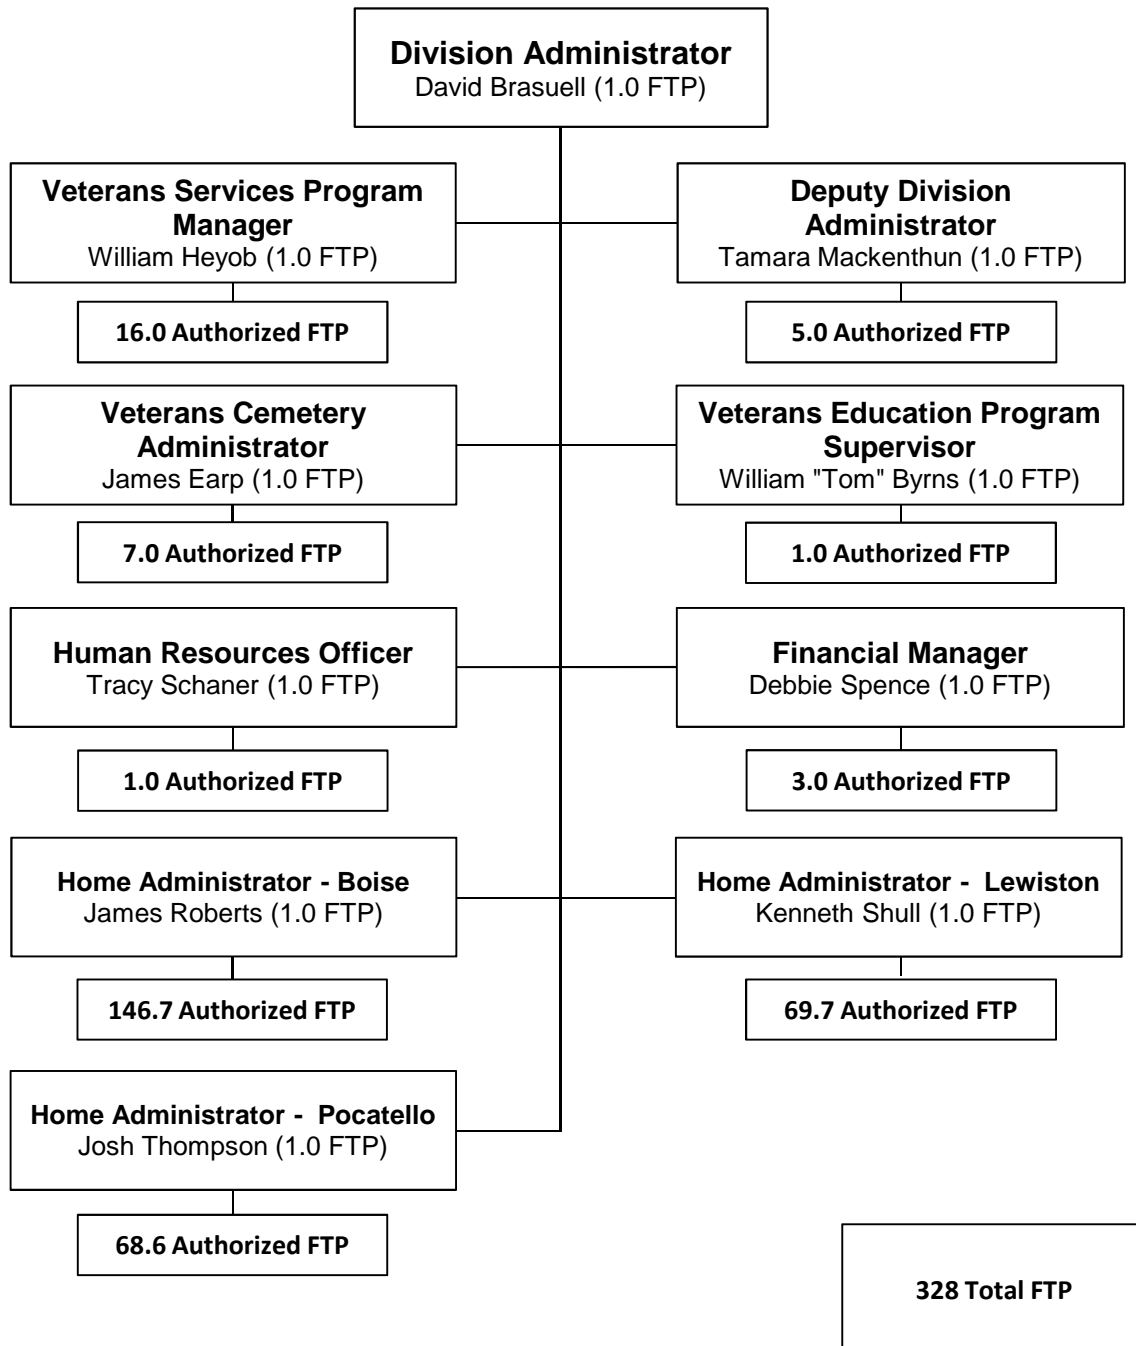 Division Administrator
David Brasuell (1.0 FTP)
Veterans Services Program
Manager
William Heyob (1.0 FTP)
16.0 Authorized FTP
Deputy Division
Administrator
Tamara Mackenthun (1.0 FTP)
5.0 Authorized FTP
Veterans Cemetery
Administrator
James Earp (1.0 FTP)
7.0 Authorized FTP
Veterans Education Program
Supervisor
William "Tom" Byrns (1.0 FTP)
1.0 Authorized FTP
Human Resources Officer
Tracy Schaner (1.0 FTP)
1.0 Authorized FTP
Financial Manager
Debbie Spence (1.0 FTP)
3.0 Authorized FTP
Home Administrator - Boise
James Roberts (1.0 FTP)
146.7 Authorized FTP
Home Administrator -  Lewiston
Kenneth Shull (1.0 FTP)
69.7 Authorized FTP
Home Administrator -  Pocatello
Josh Thompson (1.0 FTP)
68.6 Authorized FTP
328 Total FTP